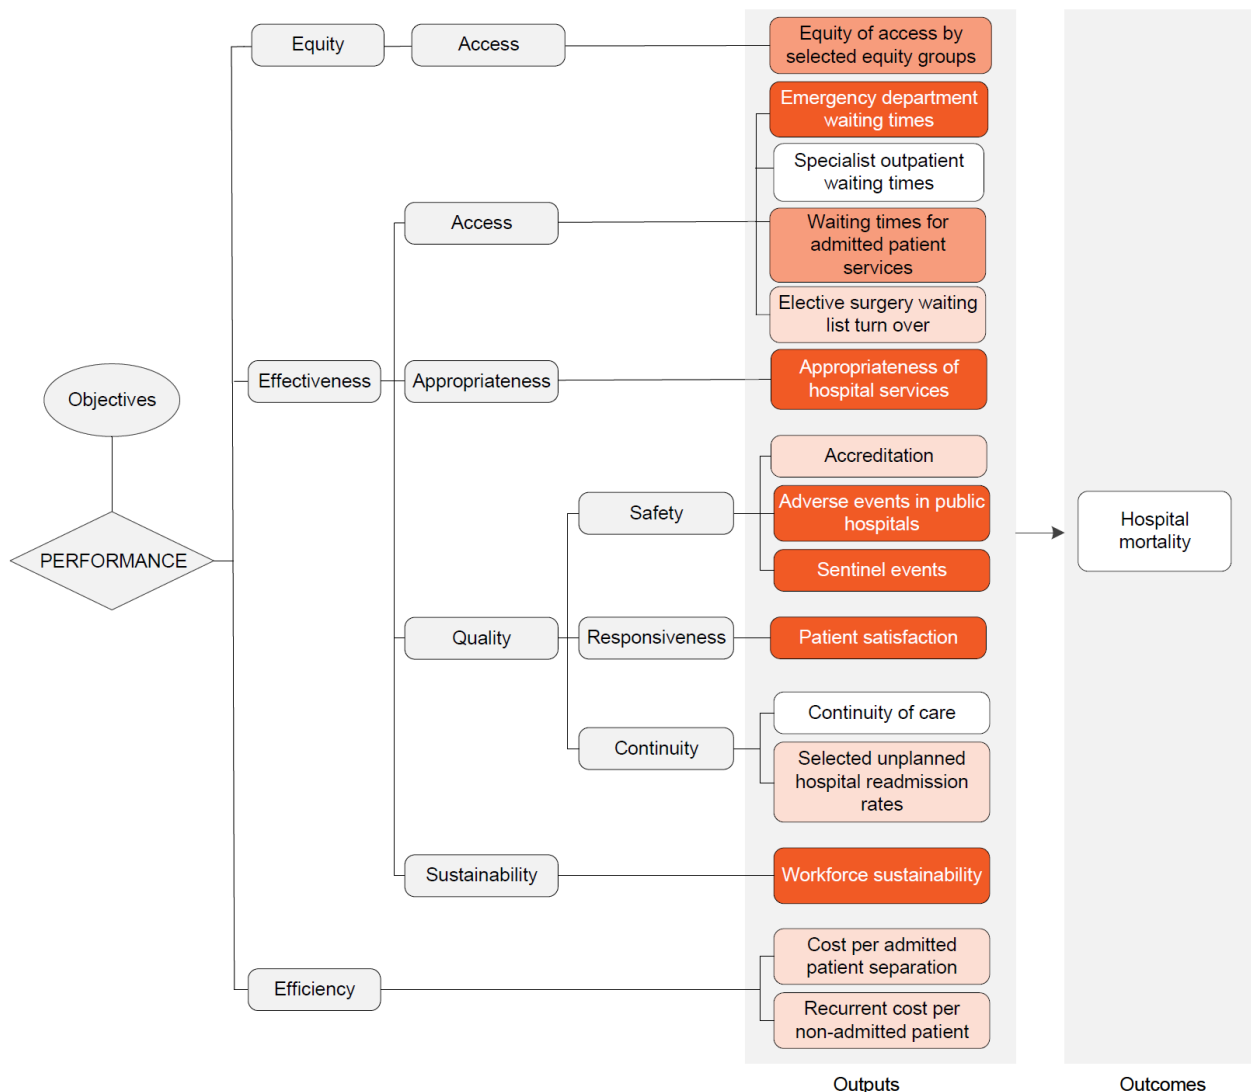 Equity
Access
Equity of access by
selected equity groups
Emergency department
waiting times
Specialist outpatient
waiting times
Access
Waiting times for
admitted patient
services
Elective surgery waiting
list turn over
Objectives
Effectiveness
Appropriateness
Appropriateness of
hospital services
Accreditation
Safety
Adverse events in public
hospitals
Sentinel events
PERFORMANCE
Hospital
mortality
Quality
Responsiveness
Patient satisfaction
Continuity of care
Continuity
Selected unplanned
hospital readmission
rates
Sustainability
Workforce sustainability
Cost per admitted
patient separation
Efficiency
Recurrent cost per
non-admitted patient
Outputs
Outcomes